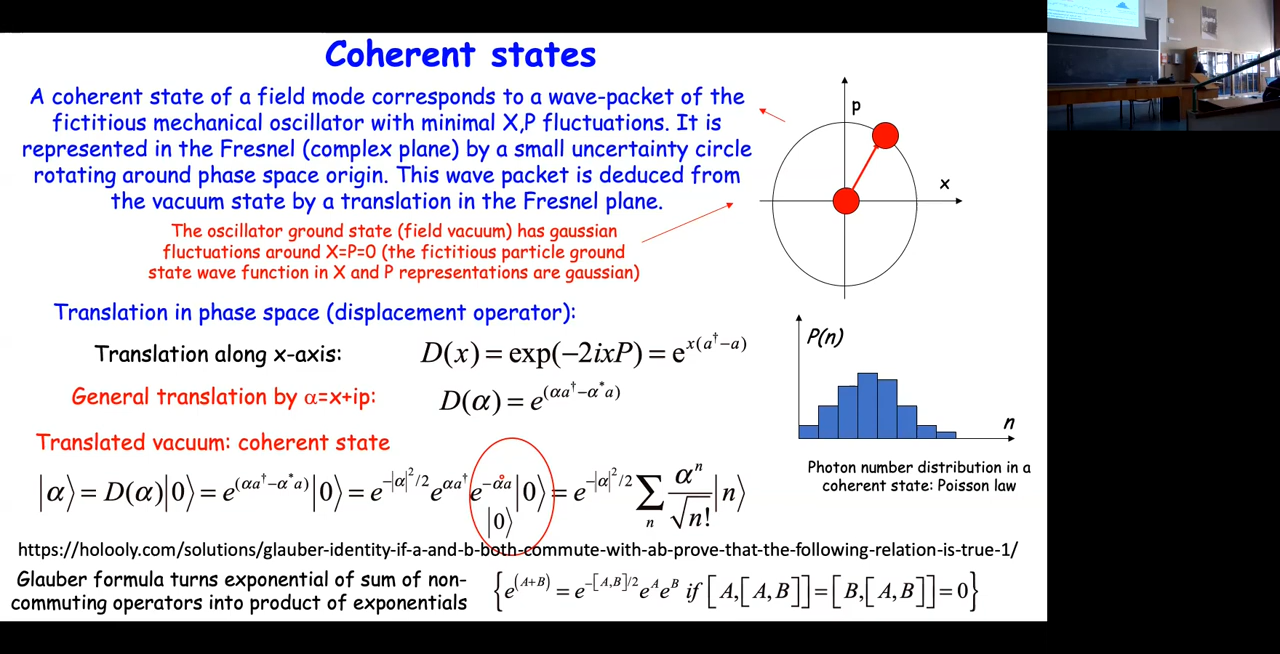 Coherent states
A coherent state of a field mode corresponds to a wave-packet of the
fictitious mechanical oscillator with minimal X,P fluctuations. It is
represented in the Fresnel (complex plane) by a small uncertainty circle
rotating around phase space origin. This wave packet is deduced from
the vacuum state by a translation in the Fresnel plane.
The oscillator ground state (field vacuum) has gaussian
fluctuations around X=P=0 (the fictitious particle ground
state wave function in X and P representations are gaussian)
p
x
Translation in phase space (displacement operator):
Translation along x-axis: D(x) = exp(−2ixP) = e^{x(a†−a)}
General translation by α=x+ip: D(α) = e^{(αa†−α*a)}
Translated vacuum: coherent state
|α⟩ = D(α)|0⟩ = e^{(αa†−α*a)}|0⟩ = e^{−|α|²/2} e^{αa†} e^{−α*a}|0⟩ = e^{−|α|²/2} ∑_n α^n/√n! |n⟩
|0⟩
P(n)
n
Photon number distribution in a
coherent state: Poisson law
https://holooly.com/solutions/glauber-identity-if-a-and-b-both-commute-with-ab-prove-that-the-following-relation-is-true-1/
Glauber formula turns exponential of sum of non-
commuting operators into product of exponentials
{e^{(A+B)} = e^{−[A,B]/2} e^A e^B if [A,[A,B]]=[B,[A,B]]=0}